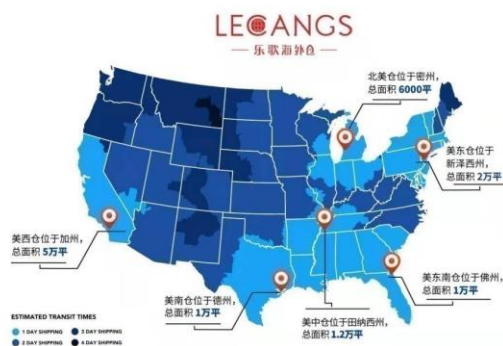 LECANGS
乐歌海外仓
北美仓位于密州，
总面积 6000平
美东仓位于
新泽西州，
总面积 2万平
美西仓位于加州，
总面积 5万平
美南仓位于德州，
总面积 1万平
美中仓位于田纳西州，
总面积 1.2万平
美东南仓位于佛州，
总面积 1万平
ESTIMATED TRANSIT TIMES
1 DAY SHIPPING
3 DAY SHIPPING
2 DAY SHIPPING
4 DAY SHIPPING